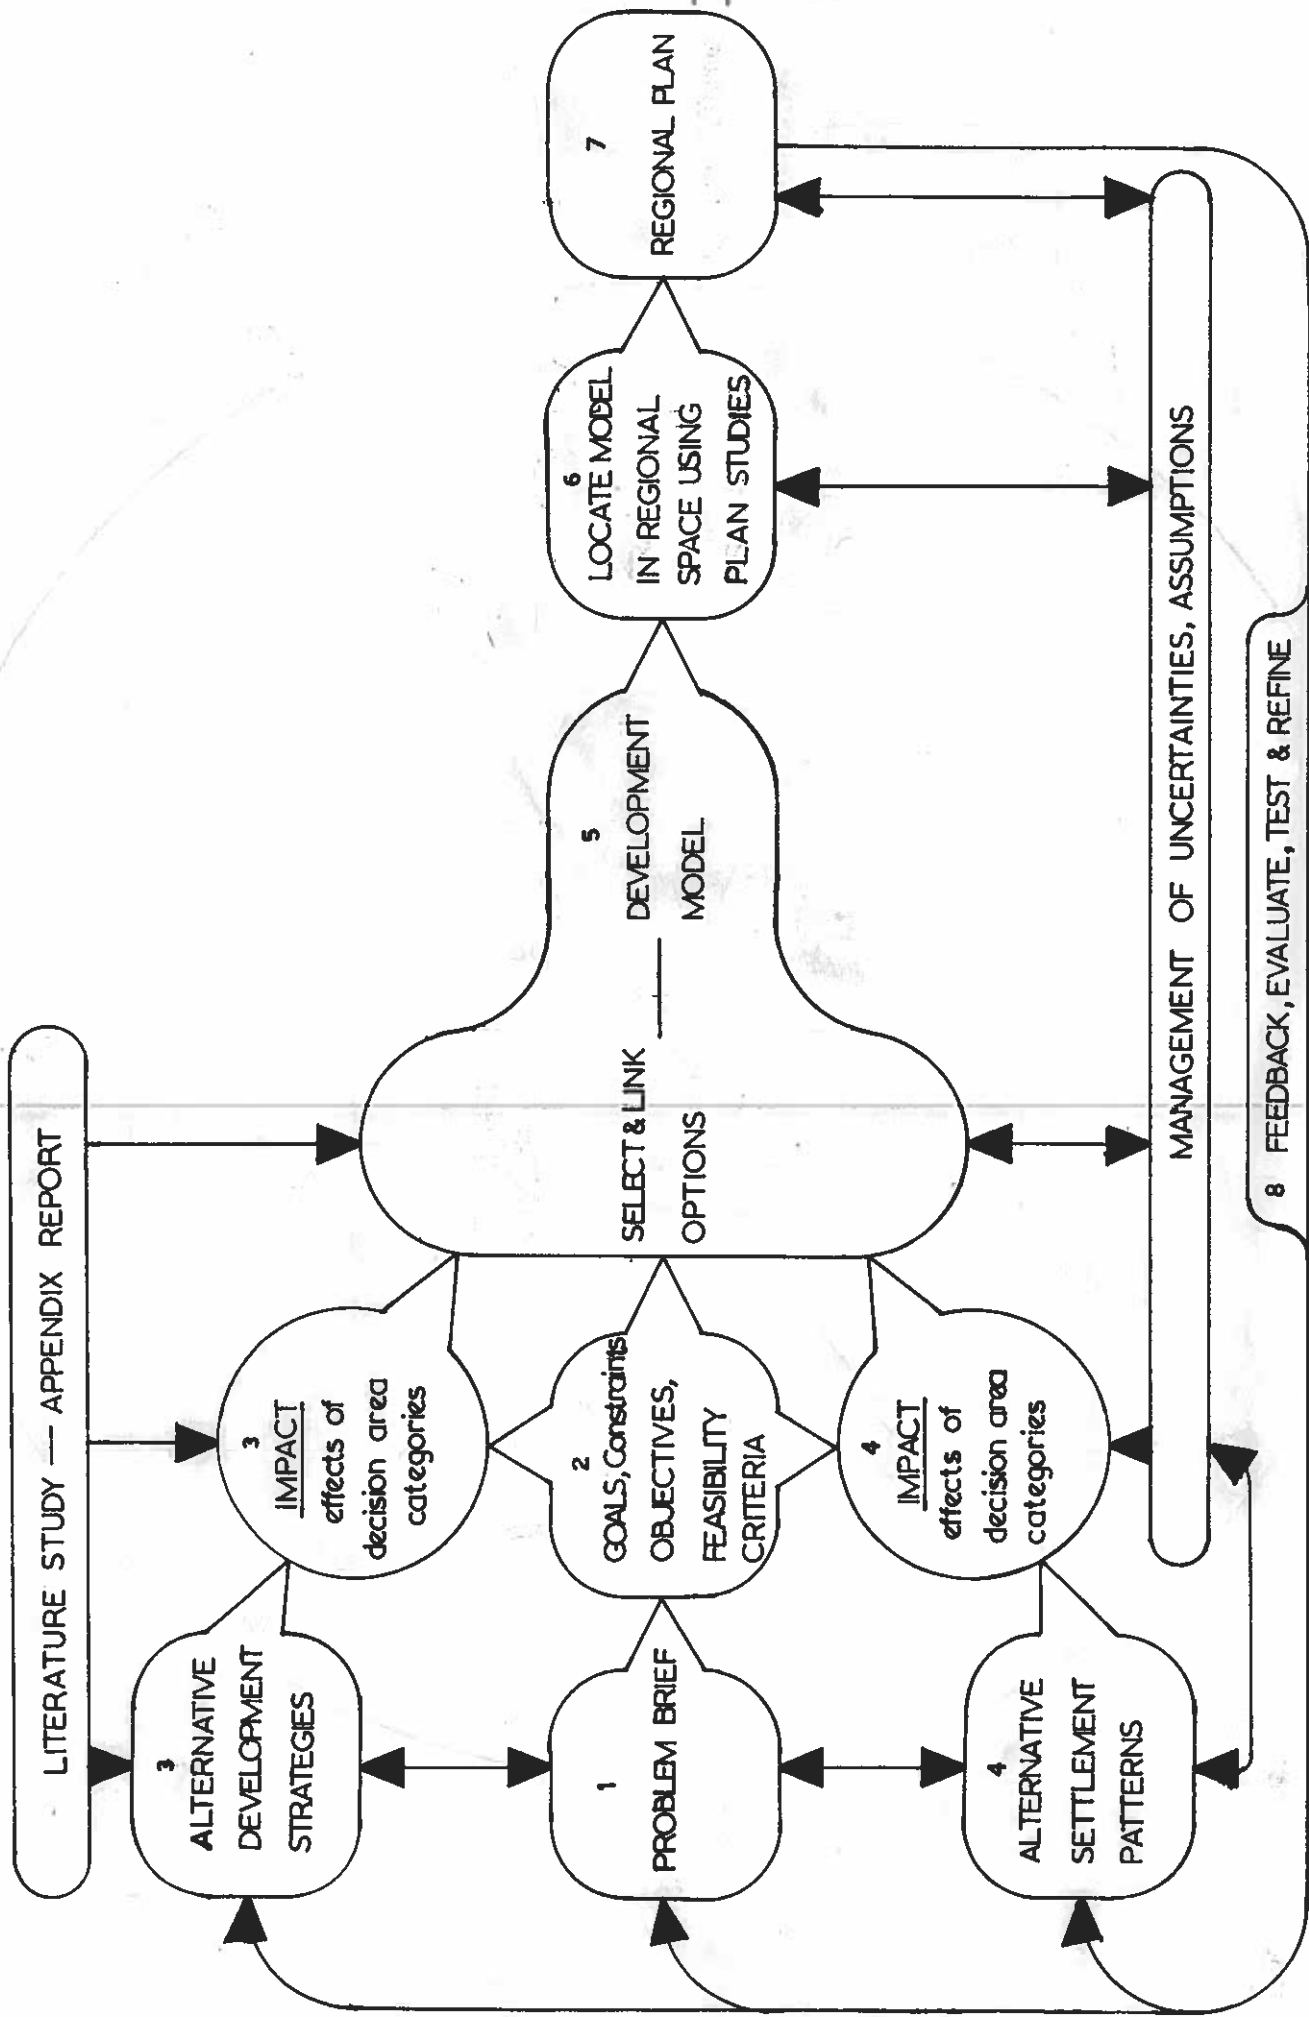 LITERATURE STUDY — APPENDIX REPORT
3
ALTERNATIVE
DEVELOPMENT
STRATEGIES
3
IMPACT
effects of
decision area
categories
1
PROBLEM BRIEF
2
GOALS, Constraints
OBJECTIVES,
FEASIBILITY
CRITERIA
4
ALTERNATIVE
SETTLEMENT
PATTERNS
4
IMPACT
effects of
decision area
categories
SELECT & LINK
OPTIONS
5
DEVELOPMENT
MODEL
6
LOCATE MODEL
IN REGIONAL
SPACE USING
PLAN STUDIES
7
REGIONAL PLAN
MANAGEMENT OF UNCERTAINTIES, ASSUMPTIONS
8 FEEDBACK, EVALUATE, TEST & REFINE